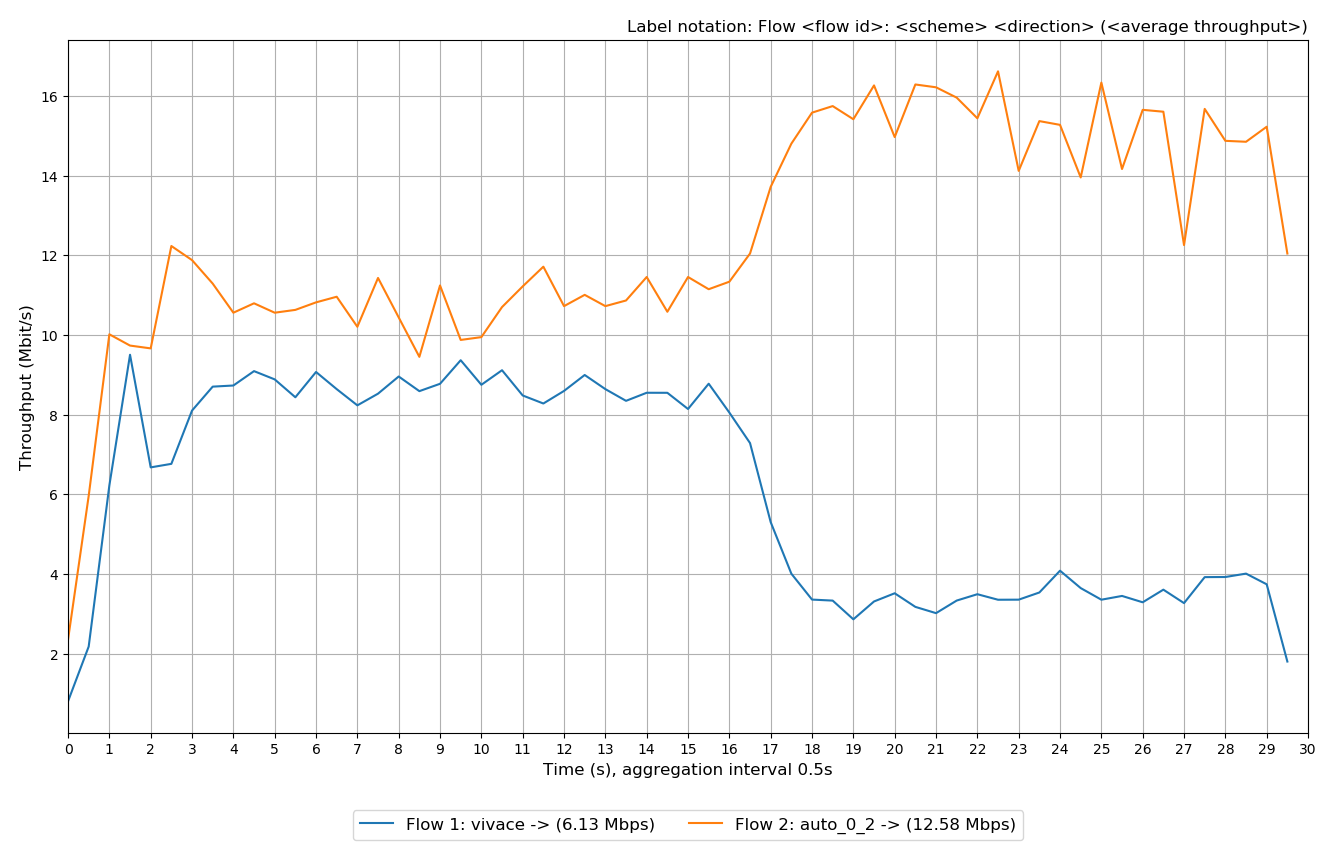 Label notation: Flow <flow id>: <scheme> <direction> (<average throughput>)
16
14
12
10
8
6
4
2
Throughput (Mbit/s)
0 1 2 3 4 5 6 7 8 9 10 11 12 13 14 15 16 17 18 19 20 21 22 23 24 25 26 27 28 29 30
Time (s), aggregation interval 0.5s
Flow 1: vivace -> (6.13 Mbps) Flow 2: auto_0_2 -> (12.58 Mbps)